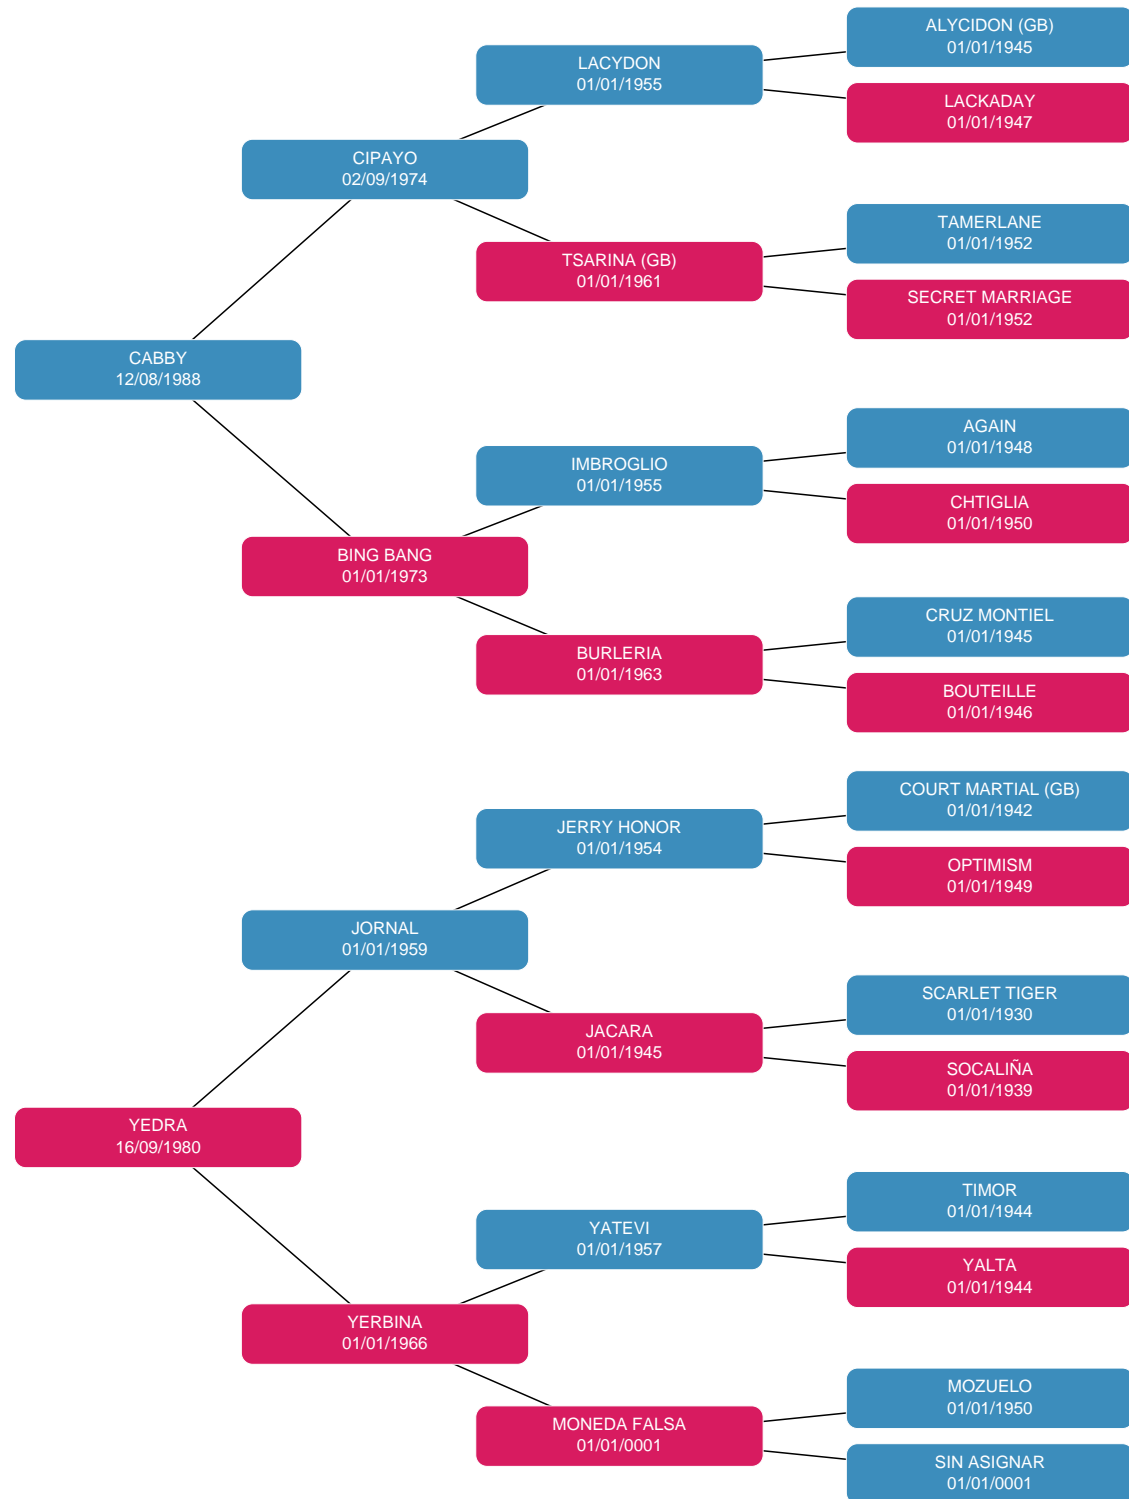 ALYCIDON (GB)
01/01/1945
LACYDON
01/01/1955
LACKADAY
01/01/1947
CIPAYO
02/09/1974
TAMERLANE
01/01/1952
TSARINA (GB)
01/01/1961
SECRET MARRIAGE
01/01/1952
CABBY
12/08/1988
AGAIN
01/01/1948
IMBROGLIO
01/01/1955
CHTIGLIA
01/01/1950
BING BANG
01/01/1973
CRUZ MONTIEL
01/01/1945
BURLERIA
01/01/1963
BOUTEILLE
01/01/1946
COURT MARTIAL (GB)
01/01/1942
JERRY HONOR
01/01/1954
OPTIMISM
01/01/1949
JORNAL
01/01/1959
SCARLET TIGER
01/01/1930
JACARA
01/01/1945
SOCALIÑA
01/01/1939
YEDRA
16/09/1980
TIMOR
01/01/1944
YATEVI
01/01/1957
YALTA
01/01/1944
YERBINA
01/01/1966
MOZUELO
01/01/1950
MONEDA FALSA
01/01/0001
SIN ASIGNAR
01/01/0001